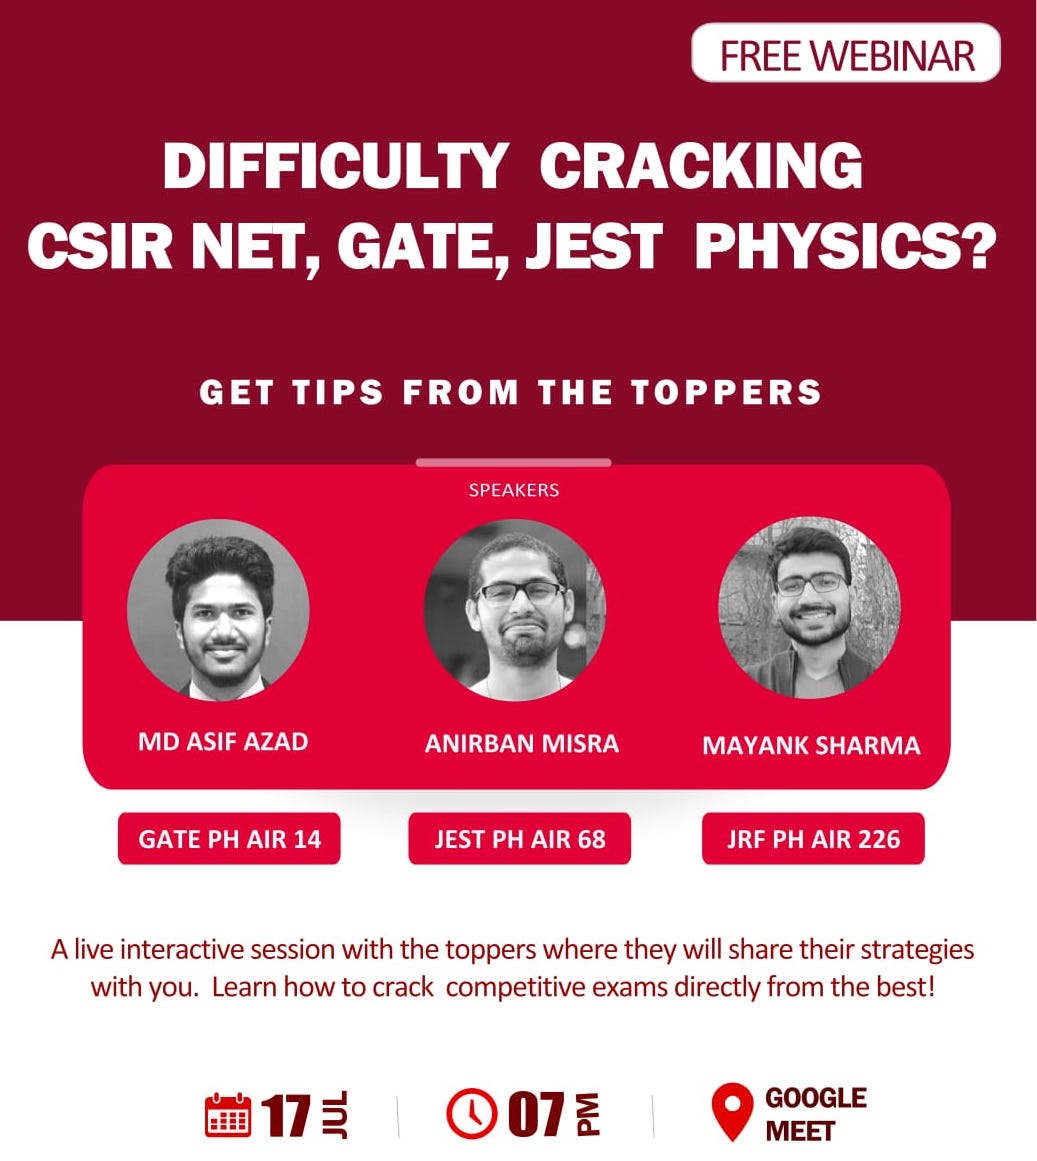 FREE WEBINAR
DIFFICULTY CRACKING
CSIR NET, GATE, JEST PHYSICS?
GET TIPS FROM THE TOPPERS
SPEAKERS
MD ASIF AZAD
ANIRBAN MISRA
MAYANK SHARMA
GATE PH AIR 14
JEST PH AIR 68
JRF PH AIR 226
A live interactive session with the toppers where they will share their strategies
with you. Learn how to crack competitive exams directly from the best!
17 JUL
07 PM
GOOGLE
MEET